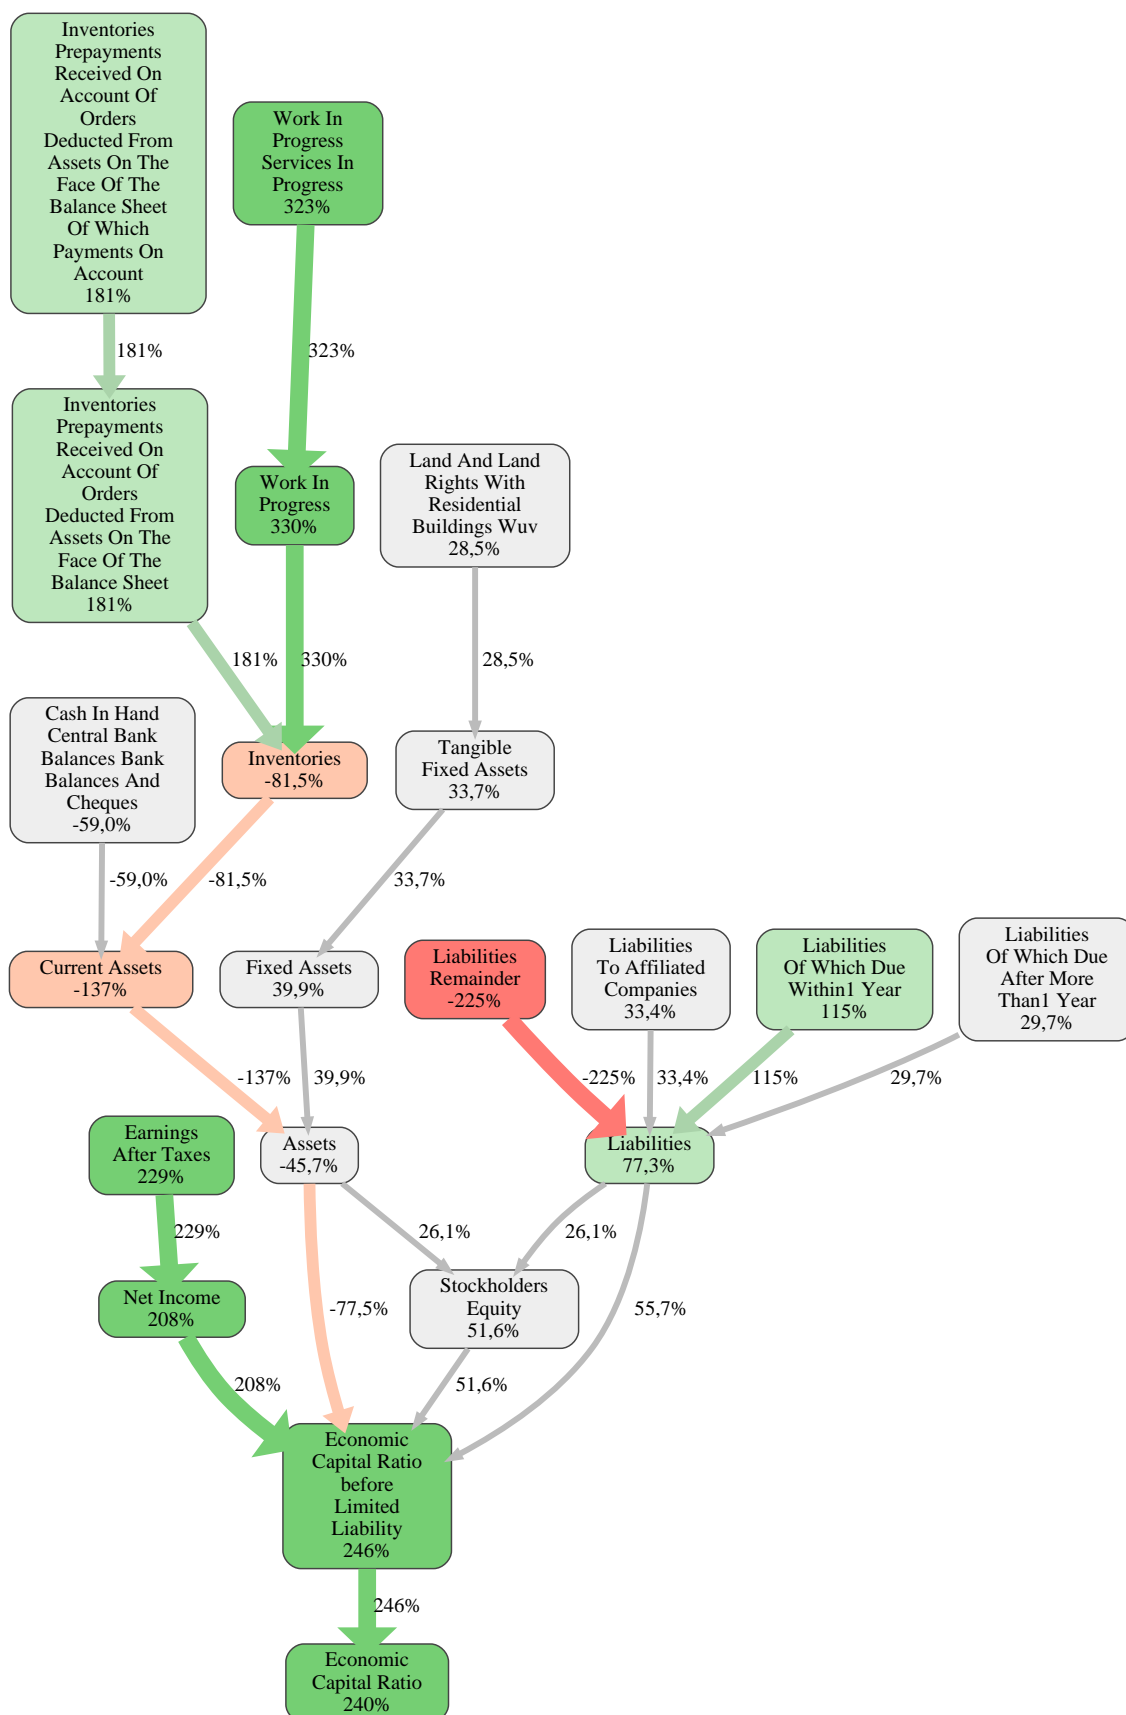 Inventories
Prepayments
Received On
Account Of
Orders
Deducted From
Assets On The
Face Of The
Balance Sheet
Of Which
Payments On
Account
181%
Work In
Progress
Services In
Progress
323%
181%
323%
Inventories
Prepayments
Received On
Account Of
Orders
Deducted From
Assets On The
Face Of The
Balance Sheet
181%
Work In
Progress
330%
Land And Land
Rights With
Residential
Buildings Wuv
28,5%
181%
330%
28,5%
Cash In Hand
Central Bank
Balances Bank
Balances And
Cheques
-59,0%
Inventories
-81,5%
Tangible
Fixed Assets
33,7%
-59,0%
-81,5%
33,7%
Current Assets
-137%
Fixed Assets
39,9%
Liabilities
Remainder
-225%
Liabilities
To Affiliated
Companies
33,4%
Liabilities
Of Which Due
Within1 Year
115%
Liabilities
Of Which Due
After More
Than1 Year
29,7%
-137%
39,9%
-225%
33,4%
115%
29,7%
Earnings
After Taxes
229%
Assets
-45,7%
Liabilities
77,3%
229%
26,1%
26,1%
Net Income
208%
-77,5%
Stockholders
Equity
51,6%
55,7%
208%
51,6%
Economic
Capital Ratio
before
Limited
Liability
246%
246%
Economic
Capital Ratio
240%